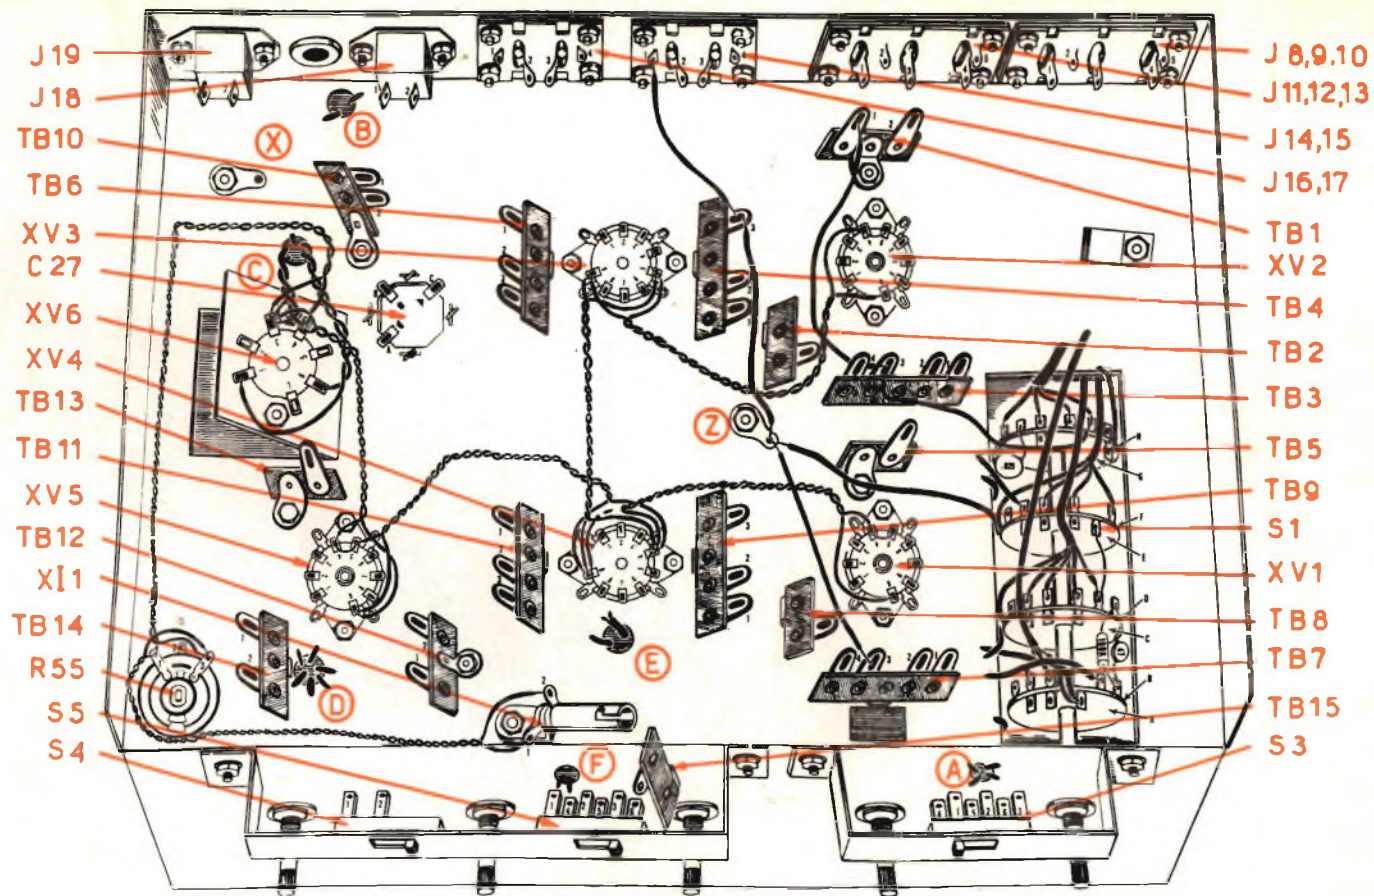 J19
J18
TB10
TB6
XV3
C27
XV6
XV4
TB13
TB11
XV5
TB12
XI1
TB14
R55
S5
S4
J8,9.10
J11,12,13
J14,15
J16,17
TB1
XV2
TB4
TB2
TB3
TB5
TB9
S1
XV1
TB8
TB7
TB15
S3
B
X
C
Z
E
D
F
A